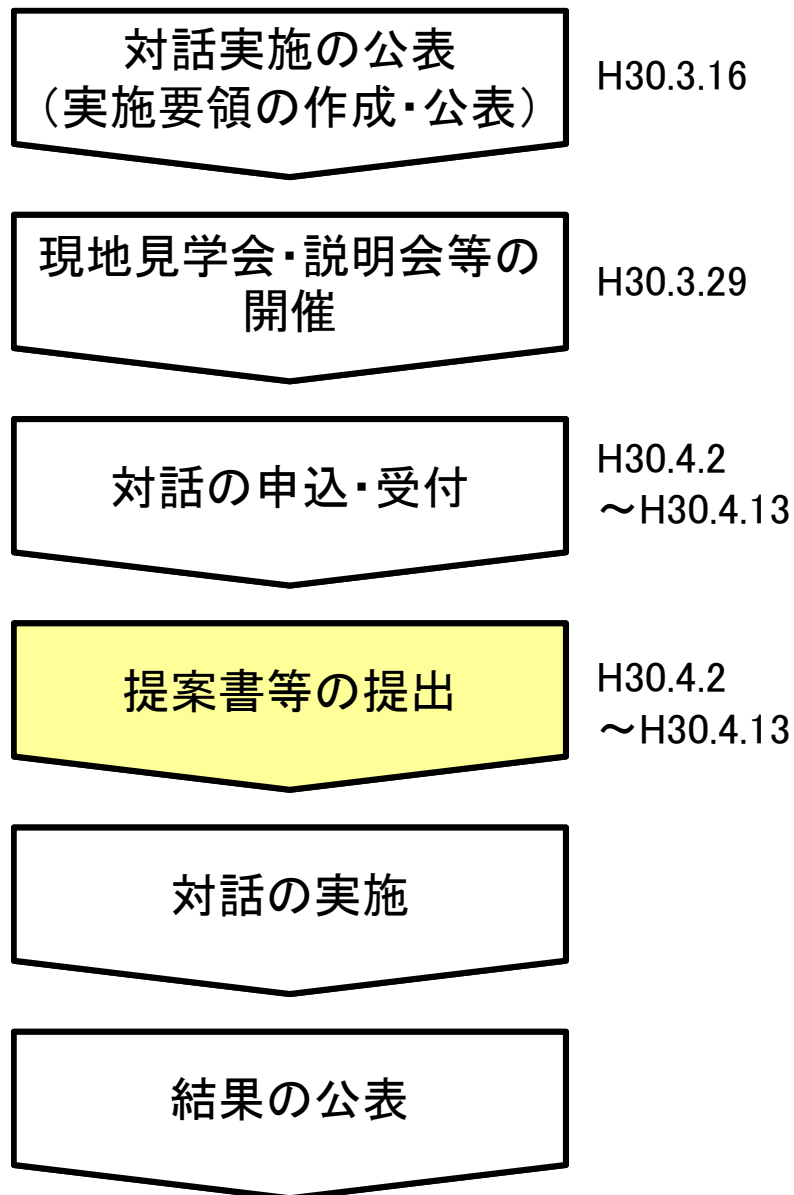 対話実施の公表
（実施要領の作成・公表）
H30.3.16
現地見学会・説明会等の
開催
H30.3.29
対話の申込・受付
H30.4.2
～H30.4.13
提案書等の提出
H30.4.2
～H30.4.13
対話の実施
結果の公表